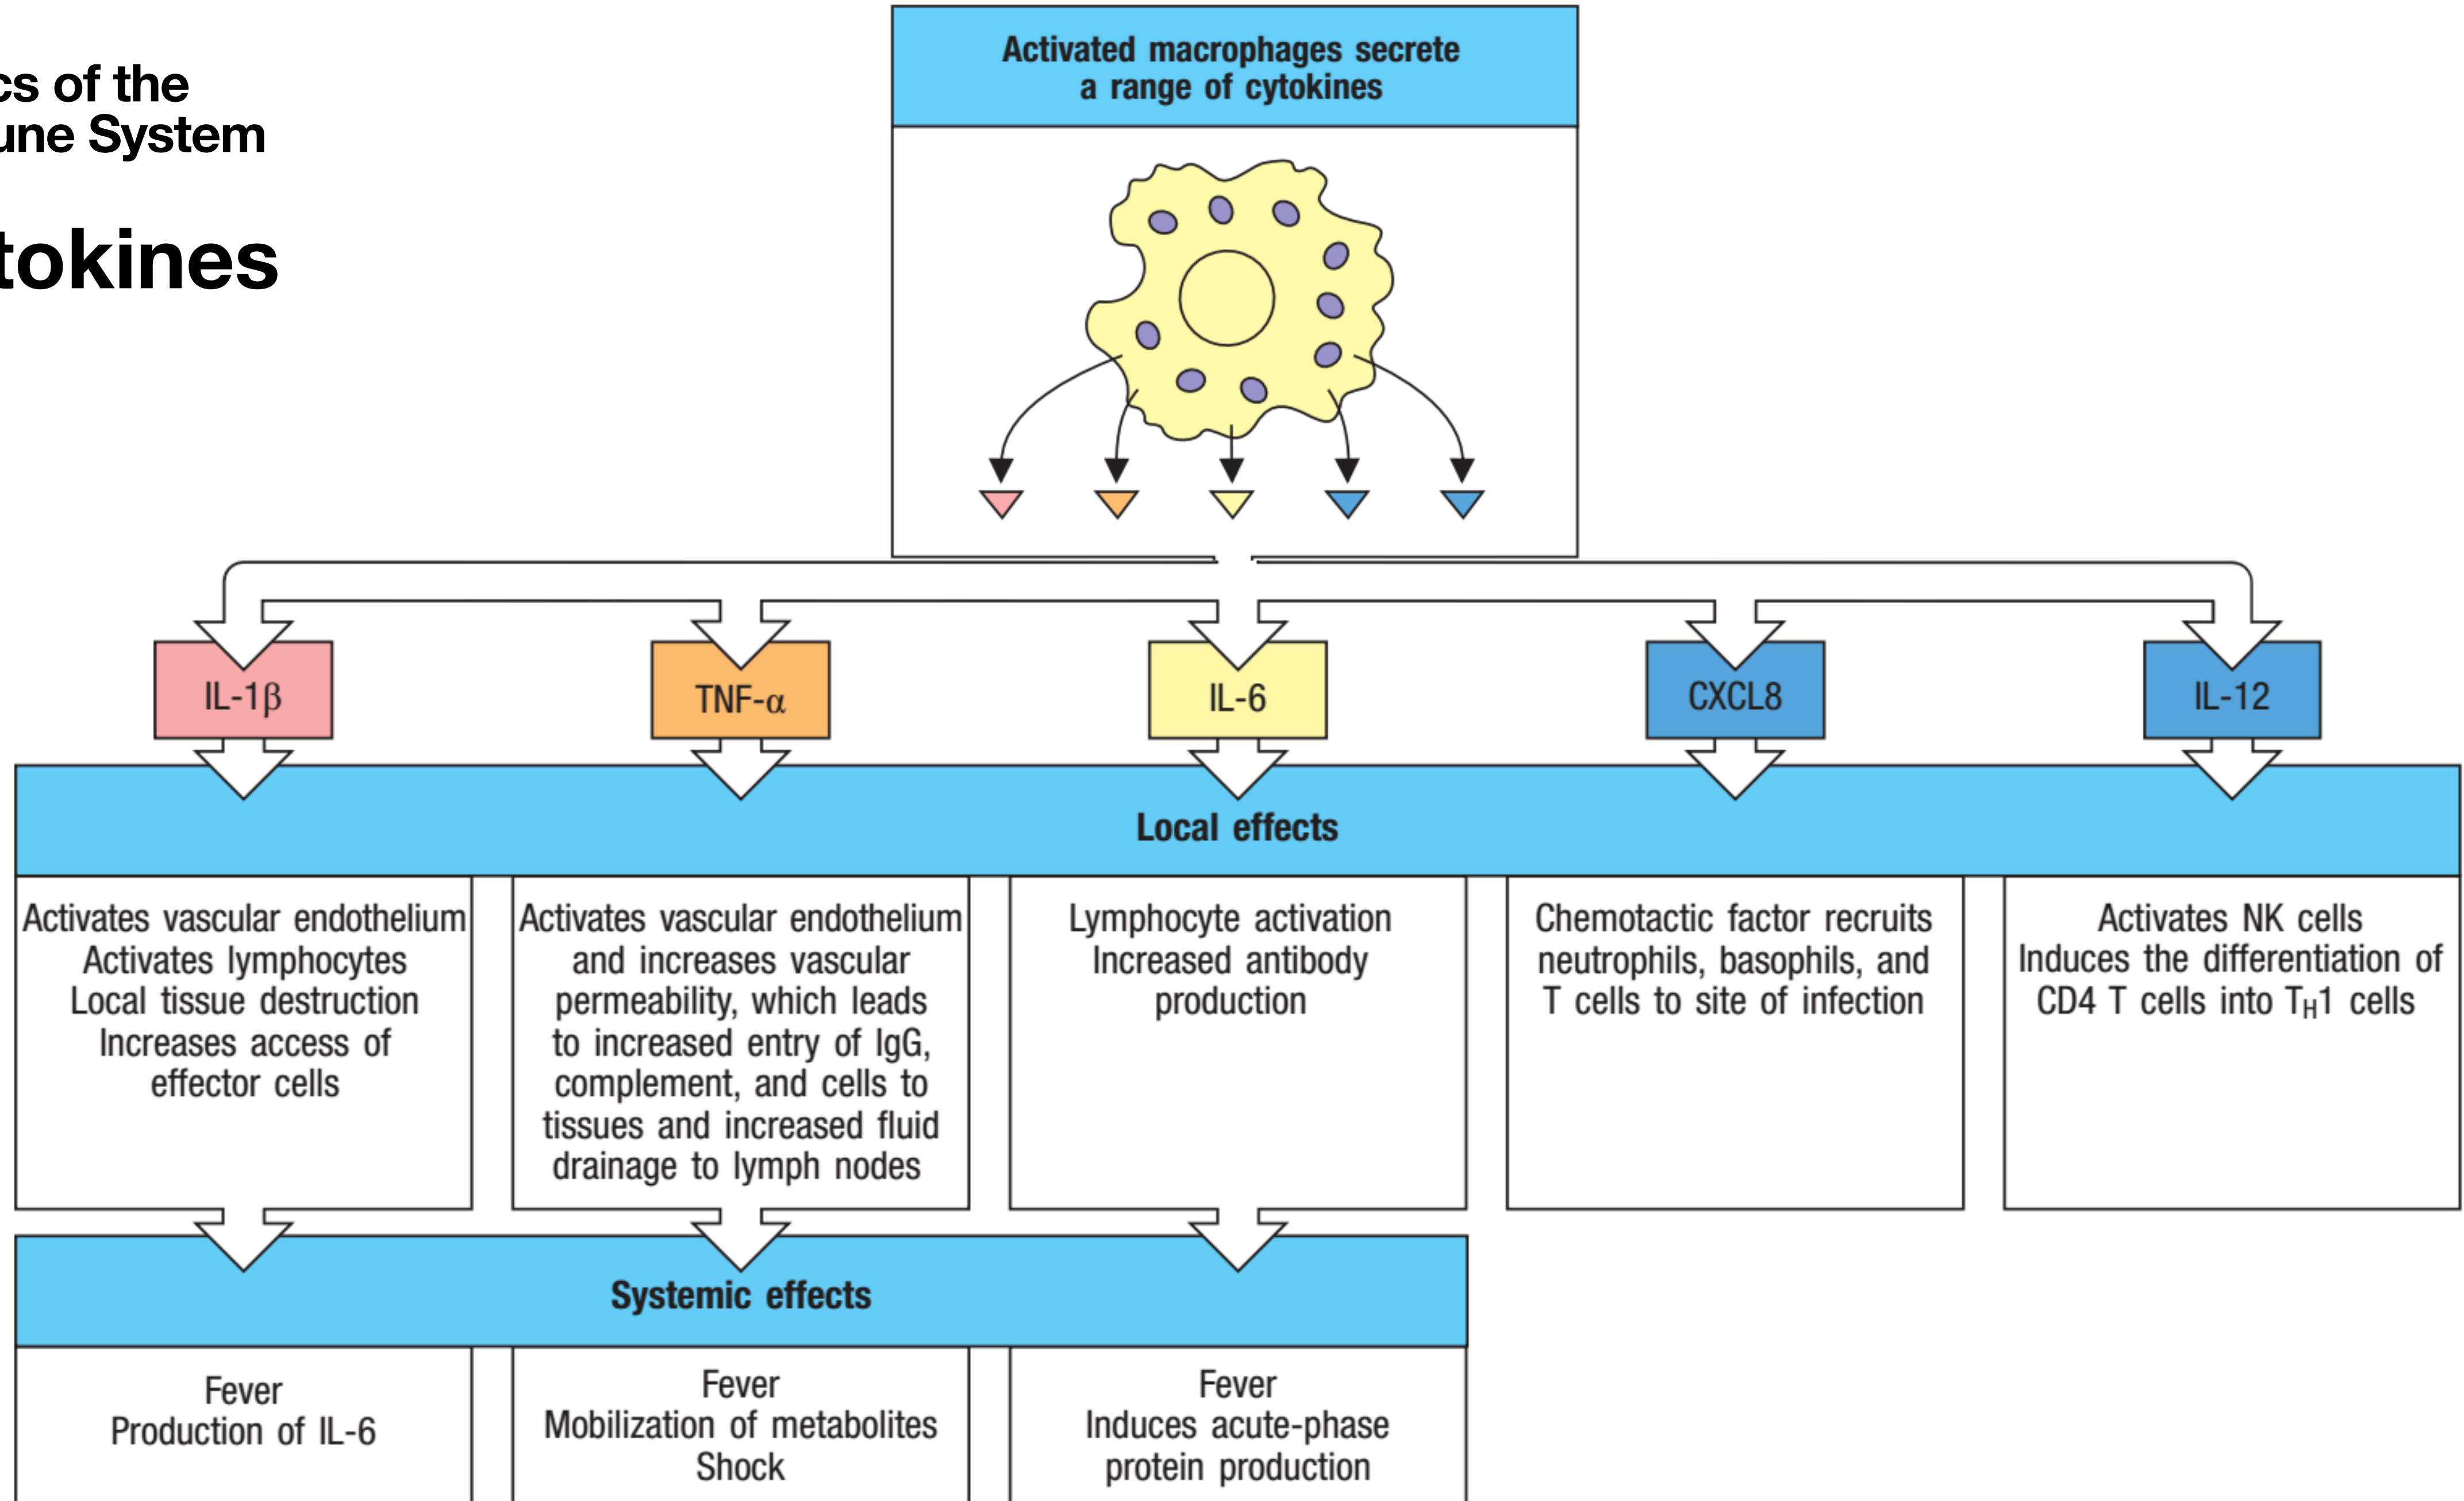 cs of the
une System
tokines
Activated macrophages secrete
a range of cytokines
IL-1β
TNF-α
IL-6
CXCL8
IL-12
Local effects
Activates vascular endothelium
Activates lymphocytes
Local tissue destruction
Increases access of
effector cells
Activates vascular endothelium
and increases vascular
permeability, which leads
to increased entry of IgG,
complement, and cells to
tissues and increased fluid
drainage to lymph nodes
Lymphocyte activation
Increased antibody
production
Chemotactic factor recruits
neutrophils, basophils, and
T cells to site of infection
Activates NK cells
Induces the differentiation of
CD4 T cells into TH1 cells
Systemic effects
Fever
Production of IL-6
Fever
Mobilization of metabolites
Shock
Fever
Induces acute-phase
protein production